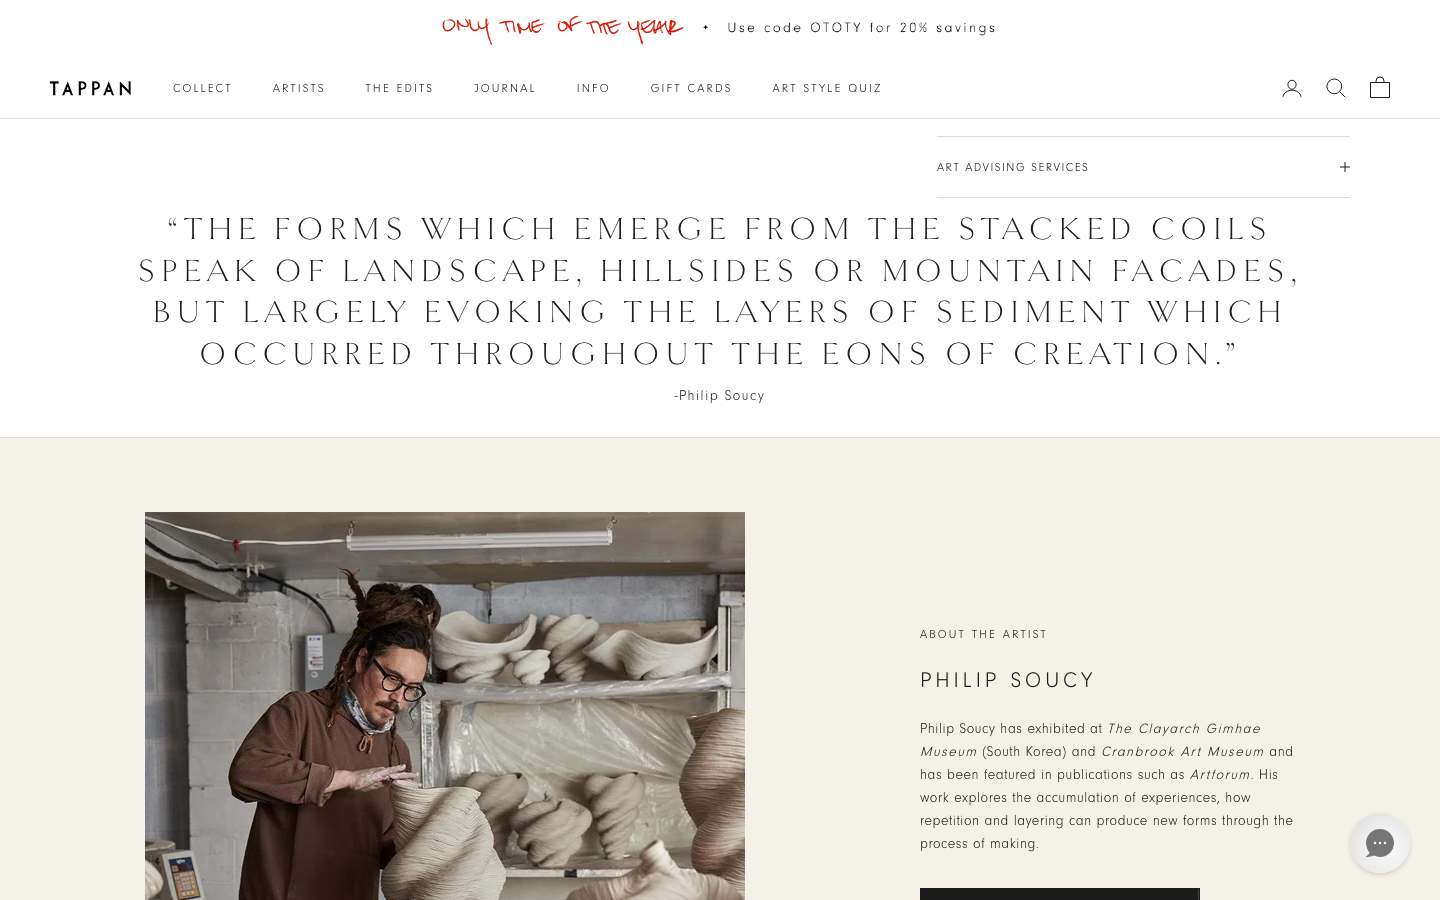 ONLY TIME OF THE YEAR
Use code OTOTY for 20% savings
TAPPAN
COLLECT
ARTISTS
THE EDITS
JOURNAL
INFO
GIFT CARDS
ART STYLE QUIZ
ART ADVISING SERVICES
“THE FORMS WHICH EMERGE FROM THE STACKED COILS
SPEAK OF LANDSCAPE, HILLSIDES OR MOUNTAIN FACADES,
BUT LARGELY EVOKING THE LAYERS OF SEDIMENT WHICH
OCCURRED THROUGHOUT THE EONS OF CREATION.”
-Philip Soucy
ABOUT THE ARTIST
PHILIP SOUCY
Philip Soucy has exhibited at The Clayarch Gimhae
Museum (South Korea) and Cranbrook Art Museum and
has been featured in publications such as Artforum. His
work explores the accumulation of experiences, how
repetition and layering can produce new forms through the
process of making.